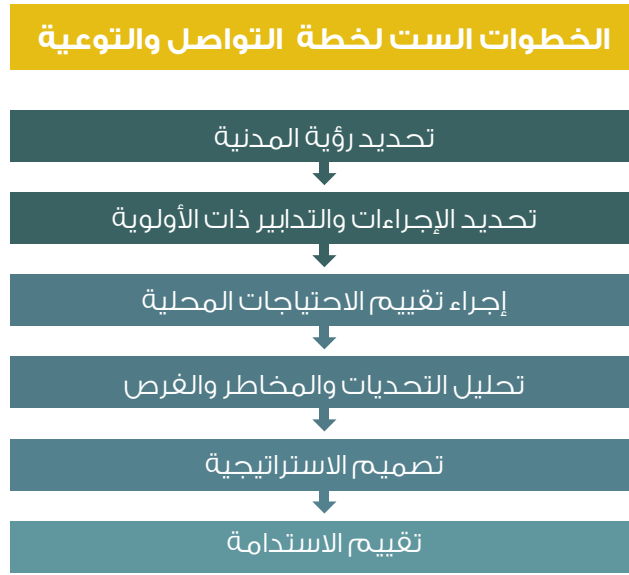 الخطوات الست لخطة التواصل والتوعية
تحديد رؤية المدنية
تحديد الإجراءات والتدابير ذات الأولوية
إجراء تقييم الاحتياجات المحلية
تحليل التحديات والمخاطر والفرص
تصميم الاستراتيجية
تقييم الاستدامة